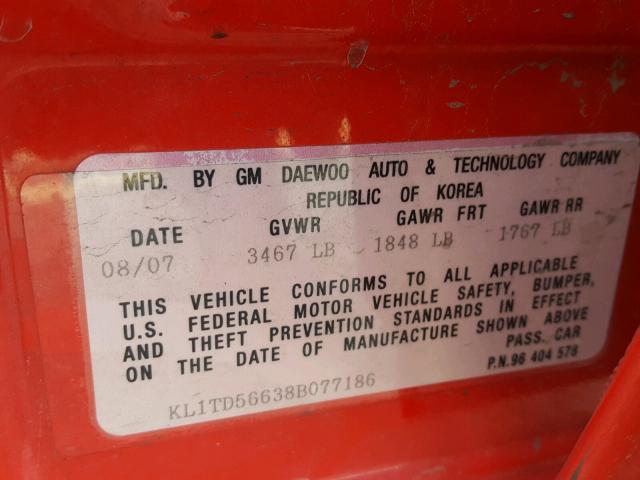 MFD. BY GM DAEWOO AUTO & TECHNOLOGY COMPANY
REPUBLIC OF KOREA
DATE GVWR GAWR FRT GAWR RR
08/07 3467 LB 1848 LB 1767 LB
THIS VEHICLE CONFORMS TO ALL APPLICABLE
U.S. FEDERAL MOTOR VEHICLE SAFETY, BUMPER,
AND THEFT PREVENTION STANDARDS IN EFFECT
ON THE DATE OF MANUFACTURE SHOWN ABOVE
PASS. CAR
P.N.96 404 578
KL1TD56638B077186